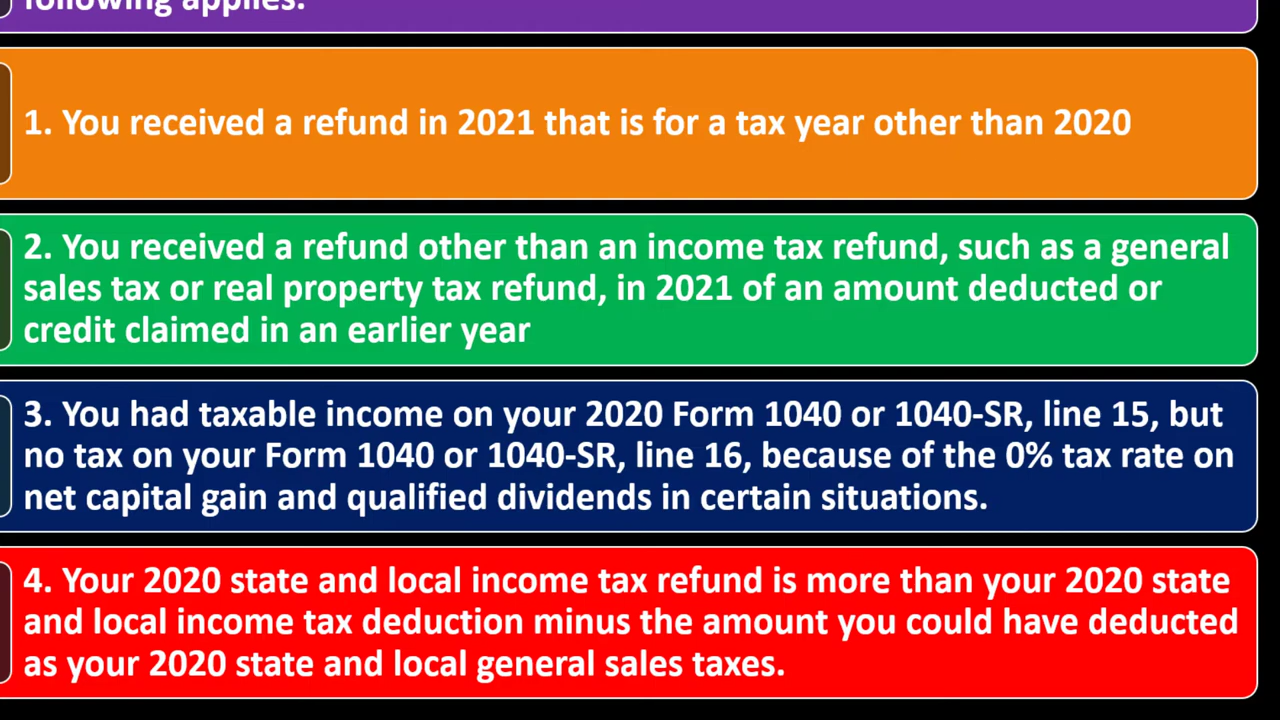 following applies:
1. You received a refund in 2021 that is for a tax year other than 2020
2. You received a refund other than an income tax refund, such as a general
sales tax or real property tax refund, in 2021 of an amount deducted or
credit claimed in an earlier year
3. You had taxable income on your 2020 Form 1040 or 1040-SR, line 15, but
no tax on your Form 1040 or 1040-SR, line 16, because of the 0% tax rate on
net capital gain and qualified dividends in certain situations.
4. Your 2020 state and local income tax refund is more than your 2020 state
and local income tax deduction minus the amount you could have deducted
as your 2020 state and local general sales taxes.